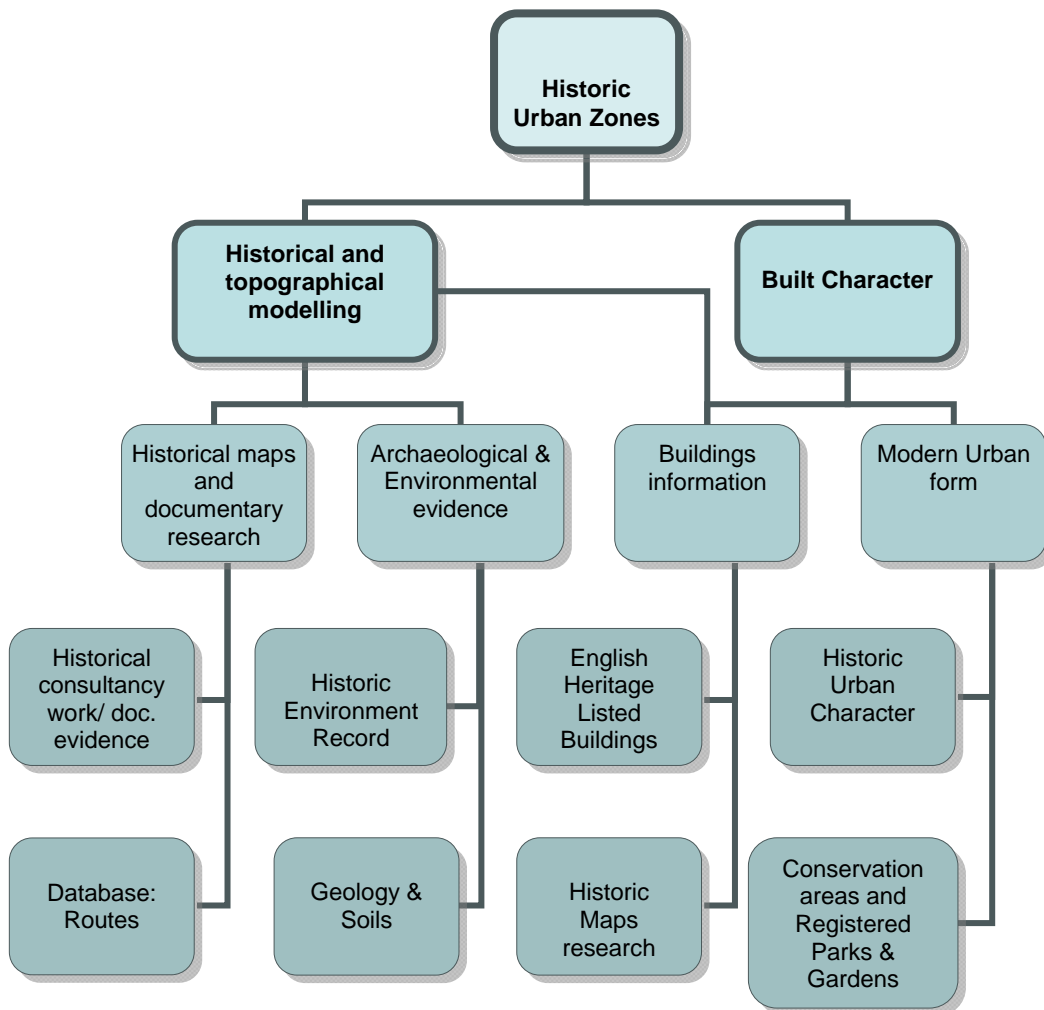 Historic
Urban Zones
Historical and
topographical
modelling
Built Character
Historical maps
and
documentary
research
Archaeological &
Environmental
evidence
Buildings
information
Modern Urban
form
Historical
consultancy
work/ doc.
evidence
Historic
Environment
Record
English
Heritage
Listed
Buildings
Historic
Urban
Character
Database:
Routes
Geology &
Soils
Historic
Maps
research
Conservation
areas and
Registered
Parks &
Gardens